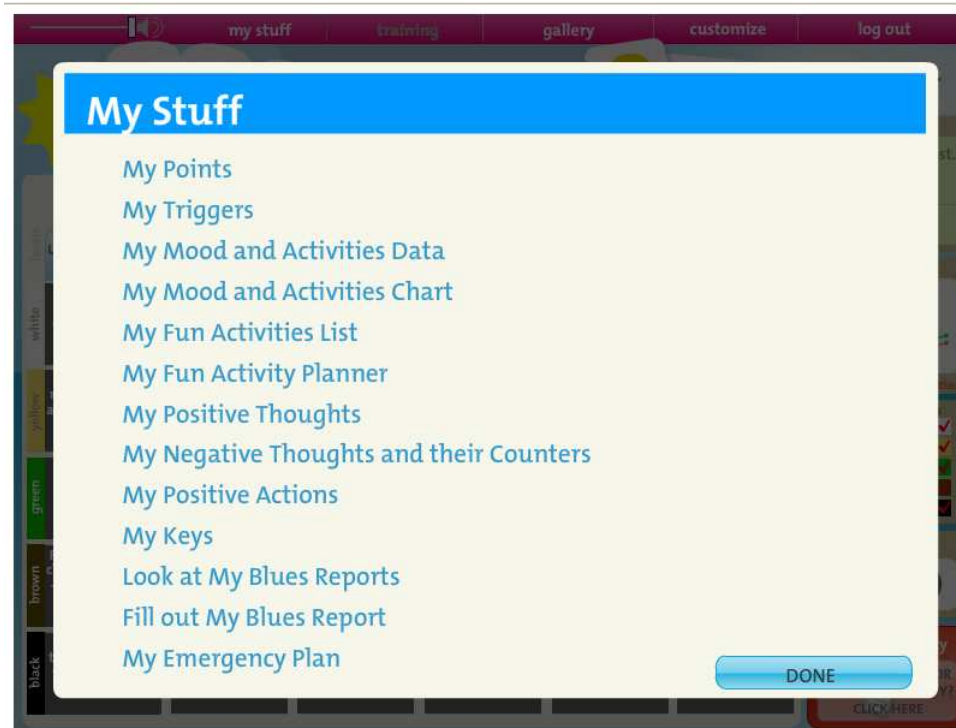 my stuff training gallery customize log out
My Stuff
My Points
My Triggers
My Mood and Activities Data
My Mood and Activities Chart
My Fun Activities List
My Fun Activity Planner
My Positive Thoughts
My Negative Thoughts and their Counters
My Positive Actions
My Keys
Look at My Blues Reports
Fill out My Blues Report
My Emergency Plan
DONE
white
yellow
green
brown
black
CLICK HERE